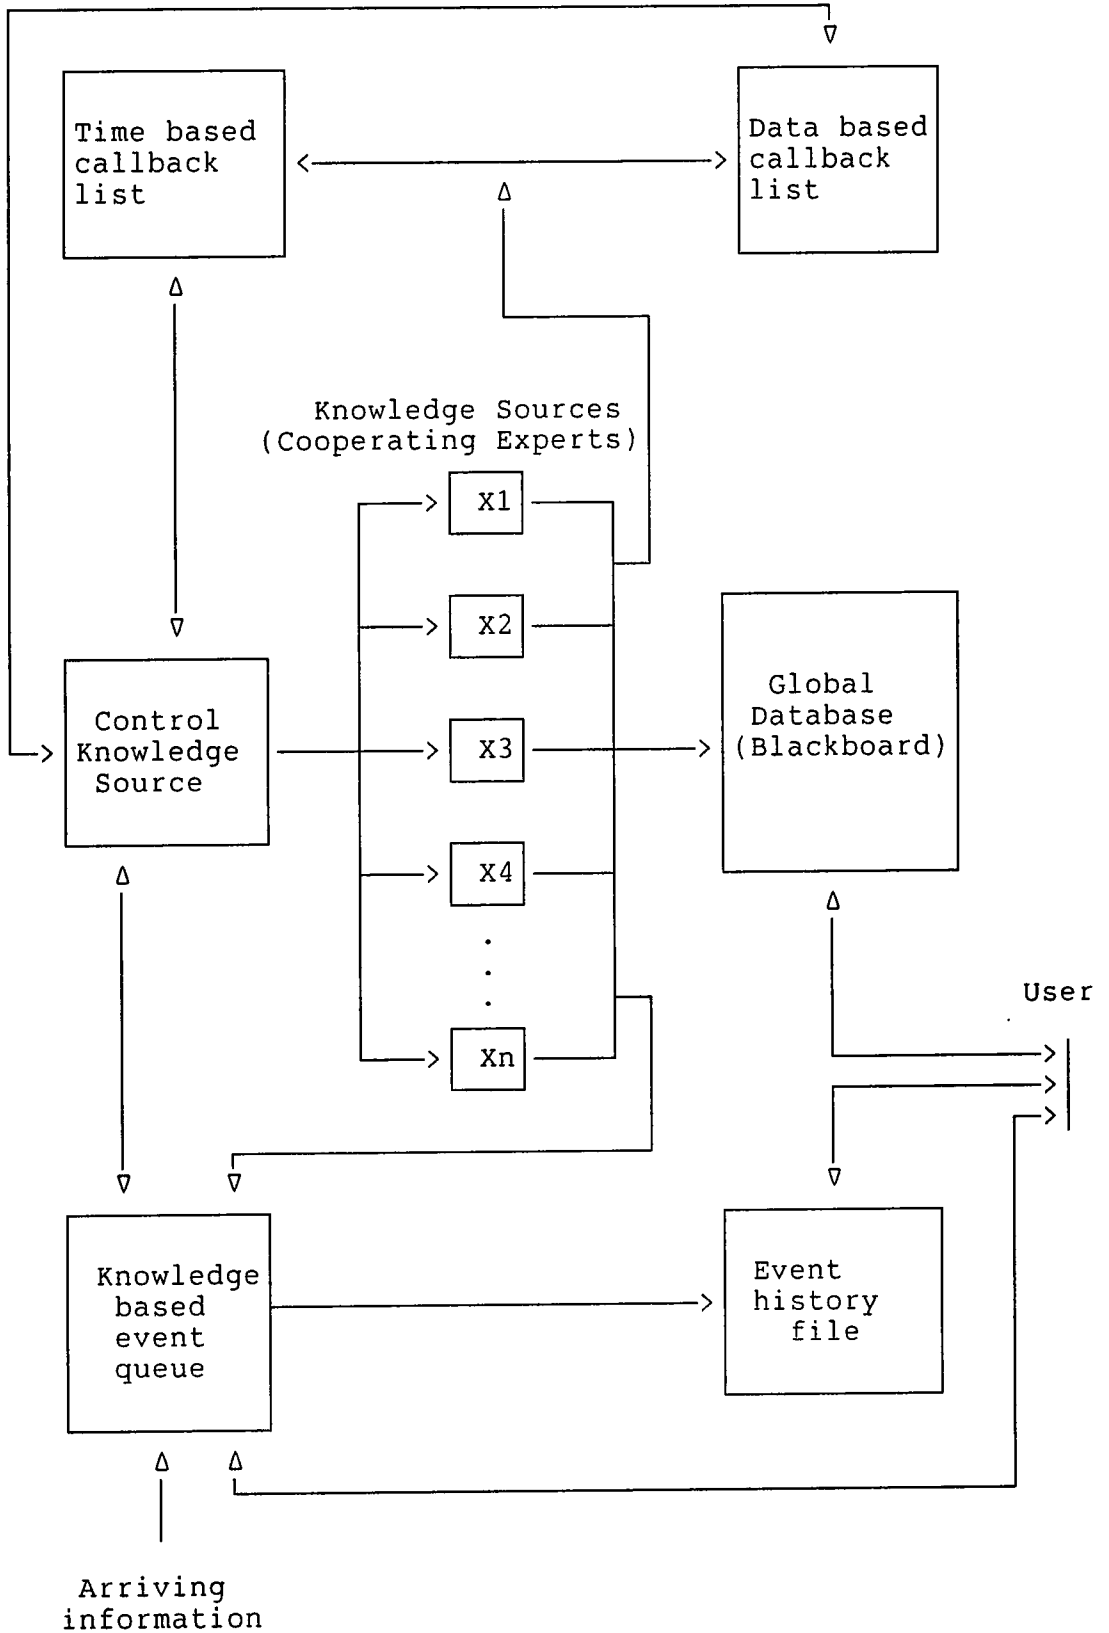 Time based
callback
list
Data based
callback
list
Knowledge Sources
(Cooperating Experts)
X1
X2
X3
X4
.
.
.
Xn
Control
Knowledge
Source
Global
Database
(Blackboard)
User
Knowledge
based
event
queue
Event
history
file
Arriving
information